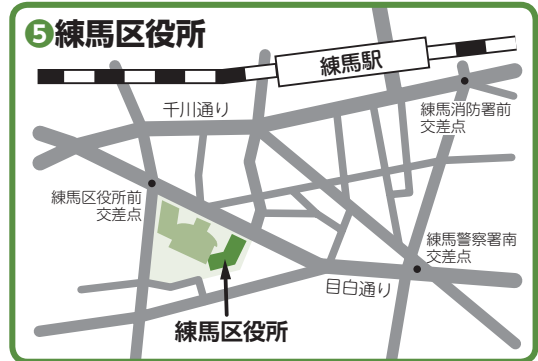 ❺練馬区役所
練馬駅
千川通り
練馬消防署前
交差点
練馬区役所前
交差点
練馬警察署南
交差点
目白通り
練馬区役所